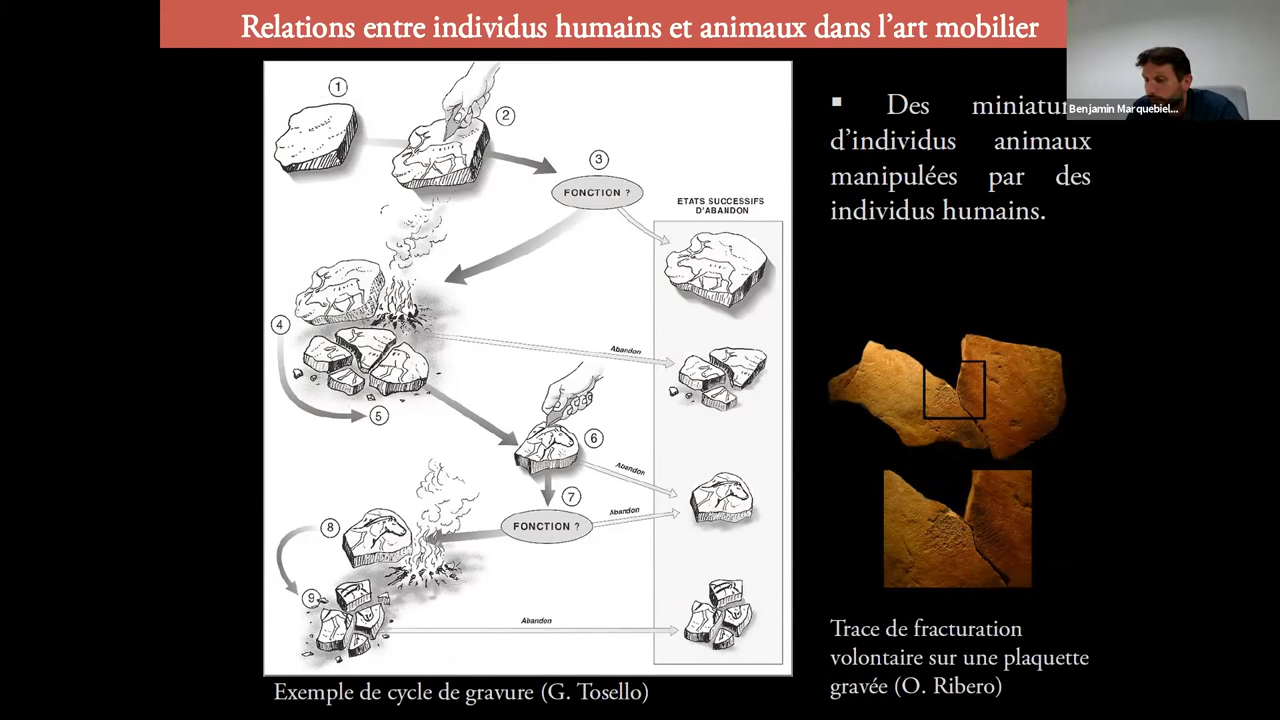 Relations entre individus humains et animaux dans l'art mobilier
Benjamin Marquebiel...
1
2
3
FONCTION ?
ETATS SUCCESSIFS
D'ABANDON
4
Abandon
5
6
Abandon
7
Abandon
FONCTION ?
8
9
Abandon
Exemple de cycle de gravure (G. Tosello)
▪ Des miniatu
d'individus animaux
manipulées par des
individus humains.
Trace de fracturation
volontaire sur une plaquette
gravée (O. Ribero)